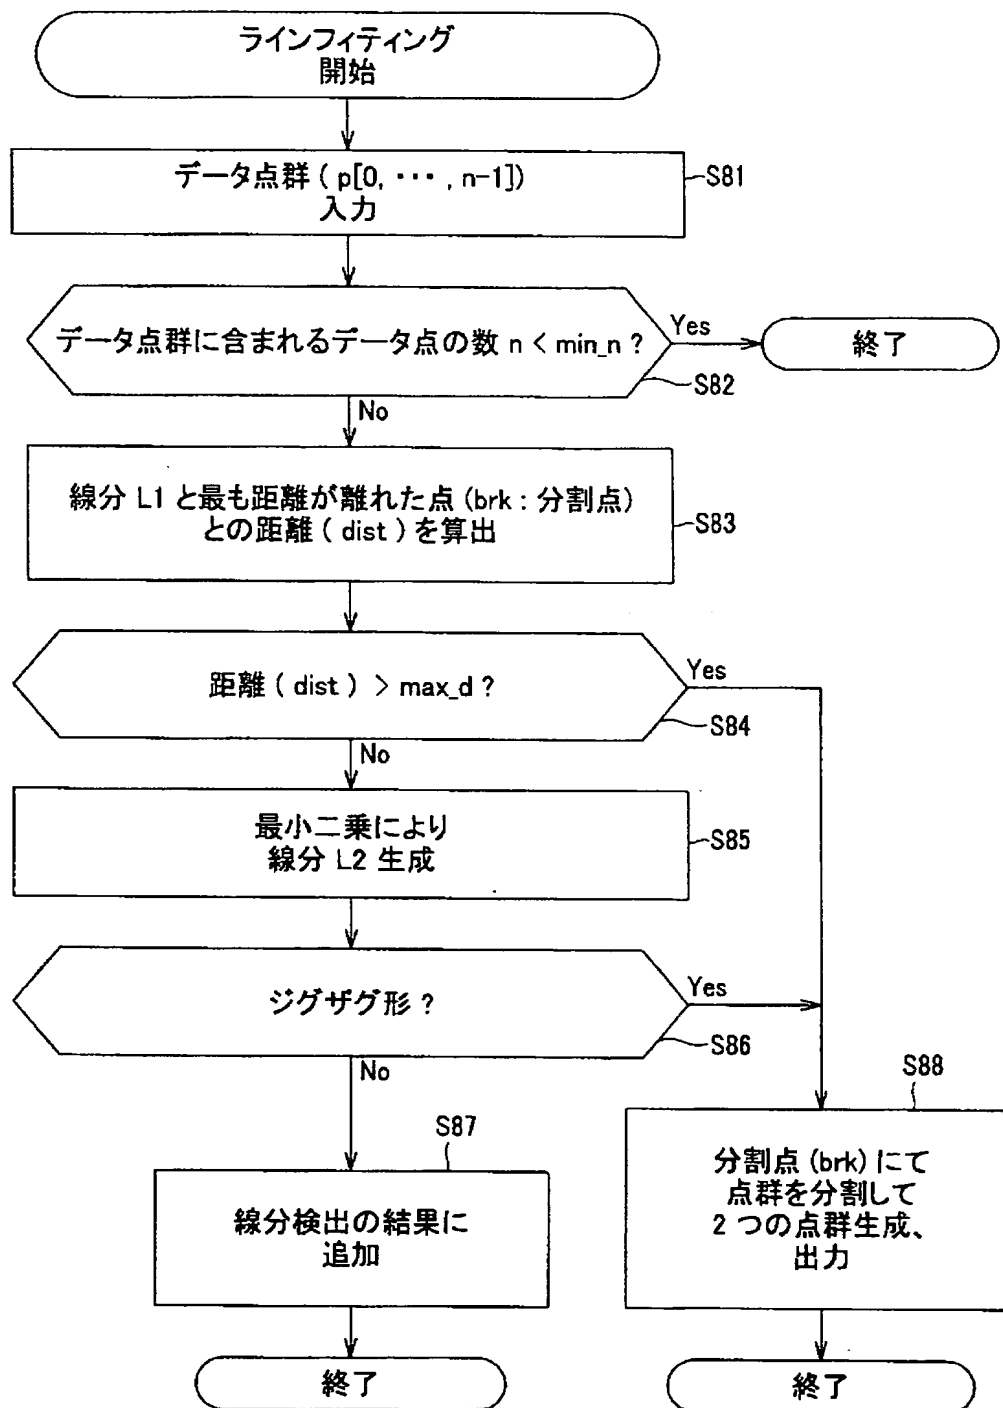 ラインフィティング
開始
データ点群 ( p[0, ･･･ , n-1])
入力
S81
データ点群に含まれるデータ点の数 n < min_n ?
Yes
終了
S82
No
線分 L1 と最も距離が離れた点 (brk : 分割点)
との距離 ( dist ) を算出
S83
距離 ( dist ) > max_d ?
Yes
S84
No
最小二乗により
線分 L2 生成
S85
ジグザグ形 ?
Yes
S86
No
S87
線分検出の結果に
追加
終了
S88
分割点 (brk) にて
点群を分割して
2 つの点群生成、
出力
終了